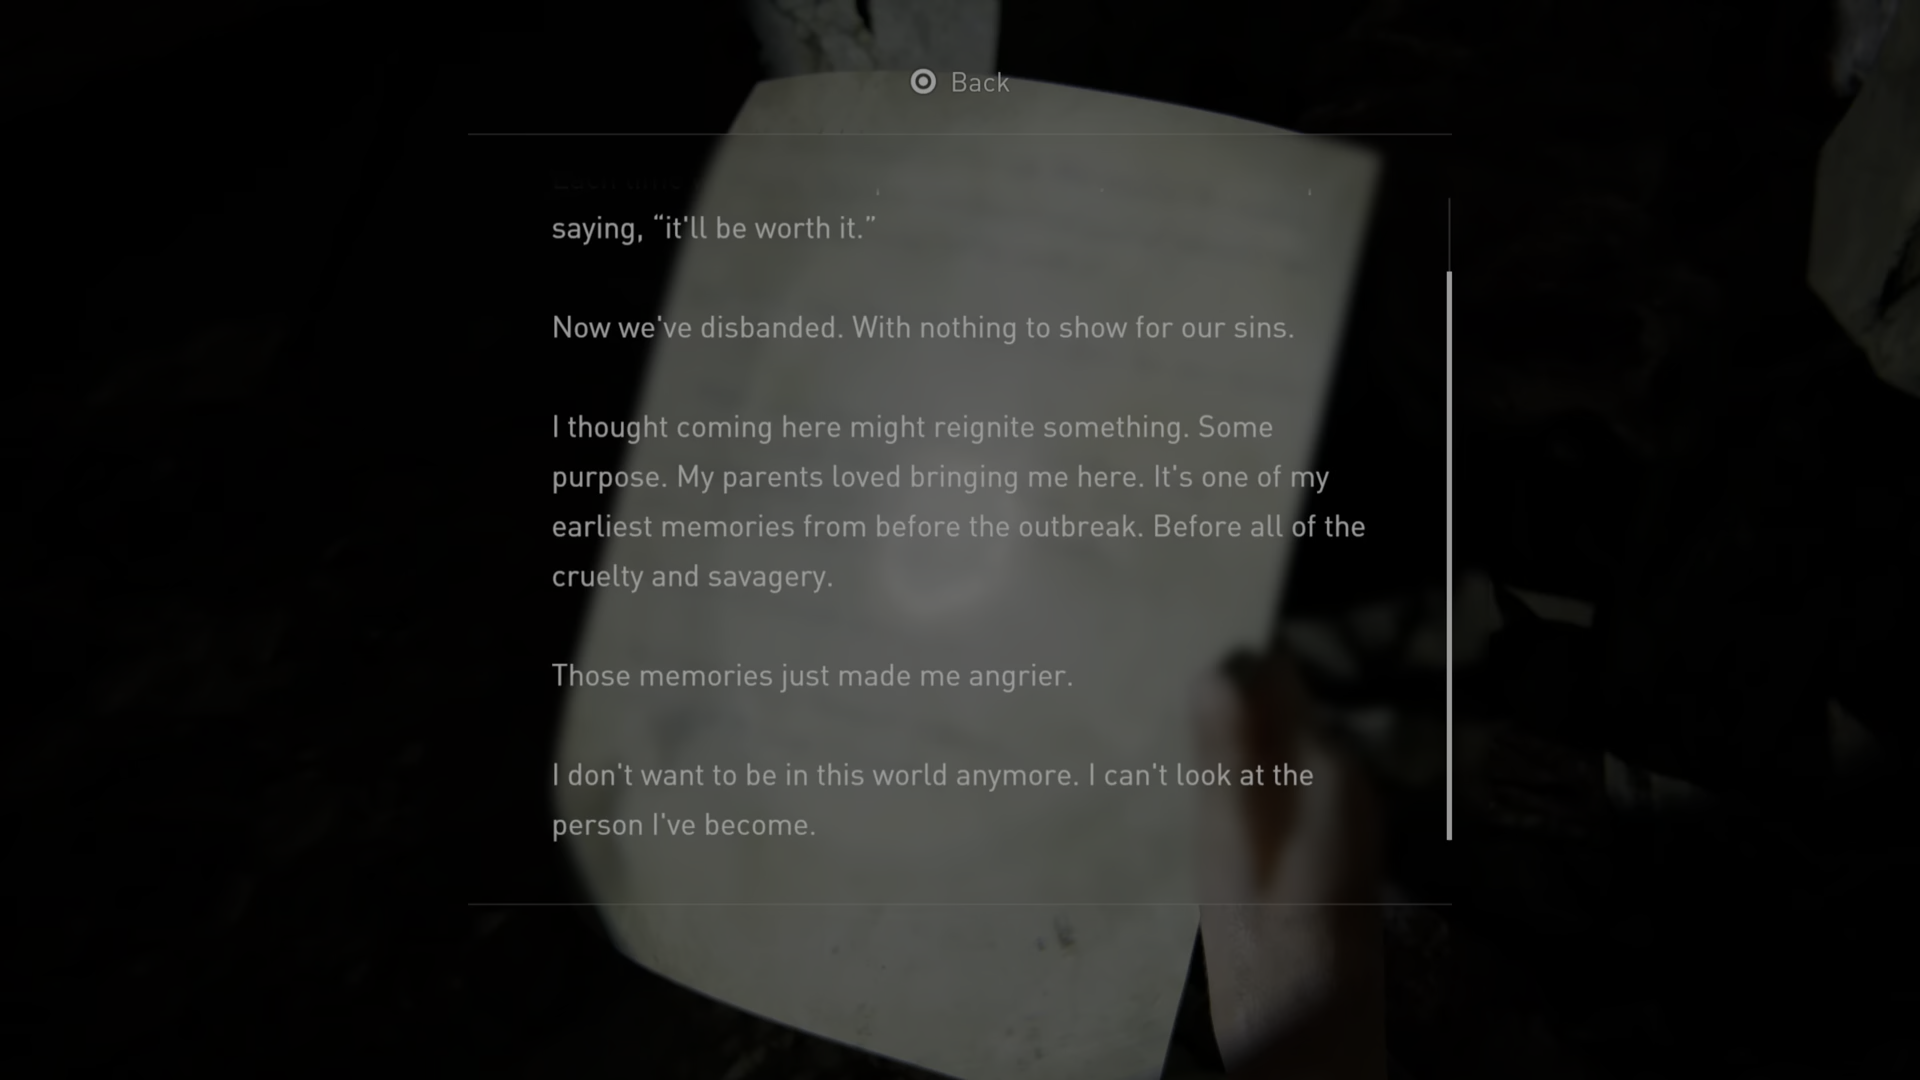 Back
saying, “it'll be worth it.”
Now we've disbanded. With nothing to show for our sins.
I thought coming here might reignite something. Some
purpose. My parents loved bringing me here. It's one of my
earliest memories from before the outbreak. Before all of the
cruelty and savagery.
Those memories just made me angrier.
I don't want to be in this world anymore. I can't look at the
person I've become.